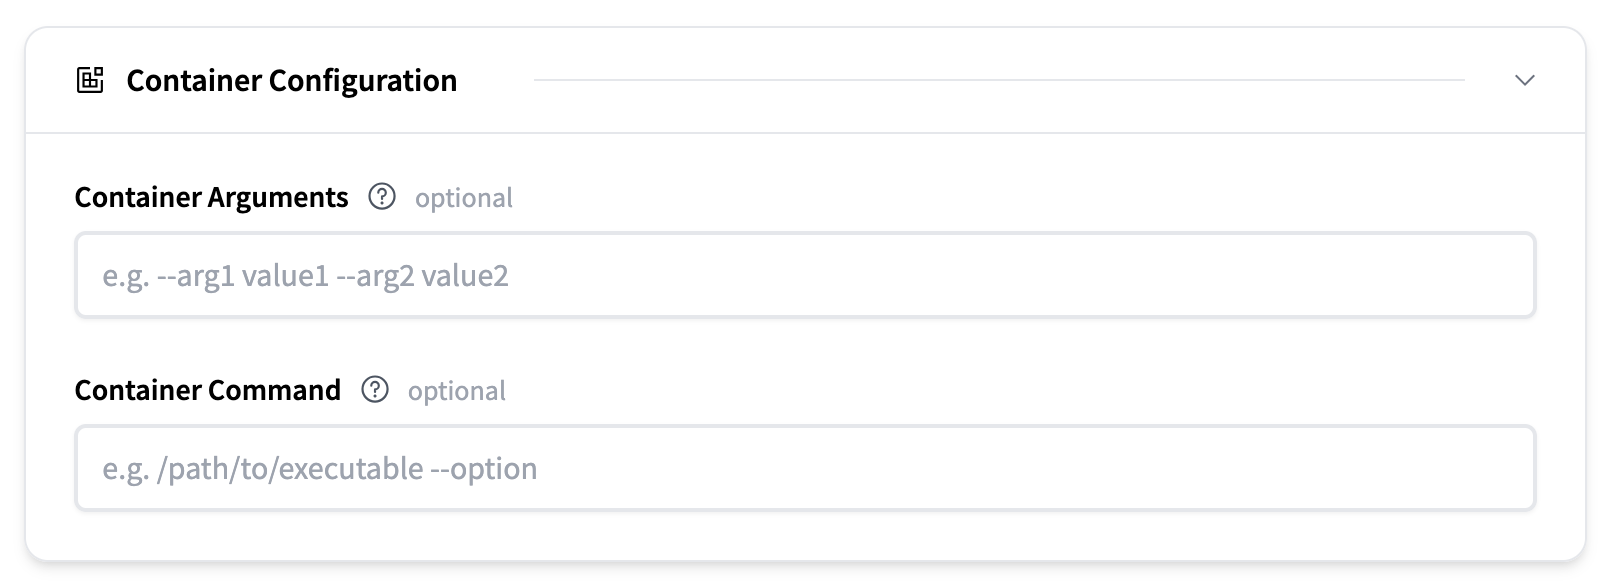 Container Configuration
Container Arguments ? optional
e.g. --arg1 value1 --arg2 value2
Container Command ? optional
e.g. /path/to/executable --option